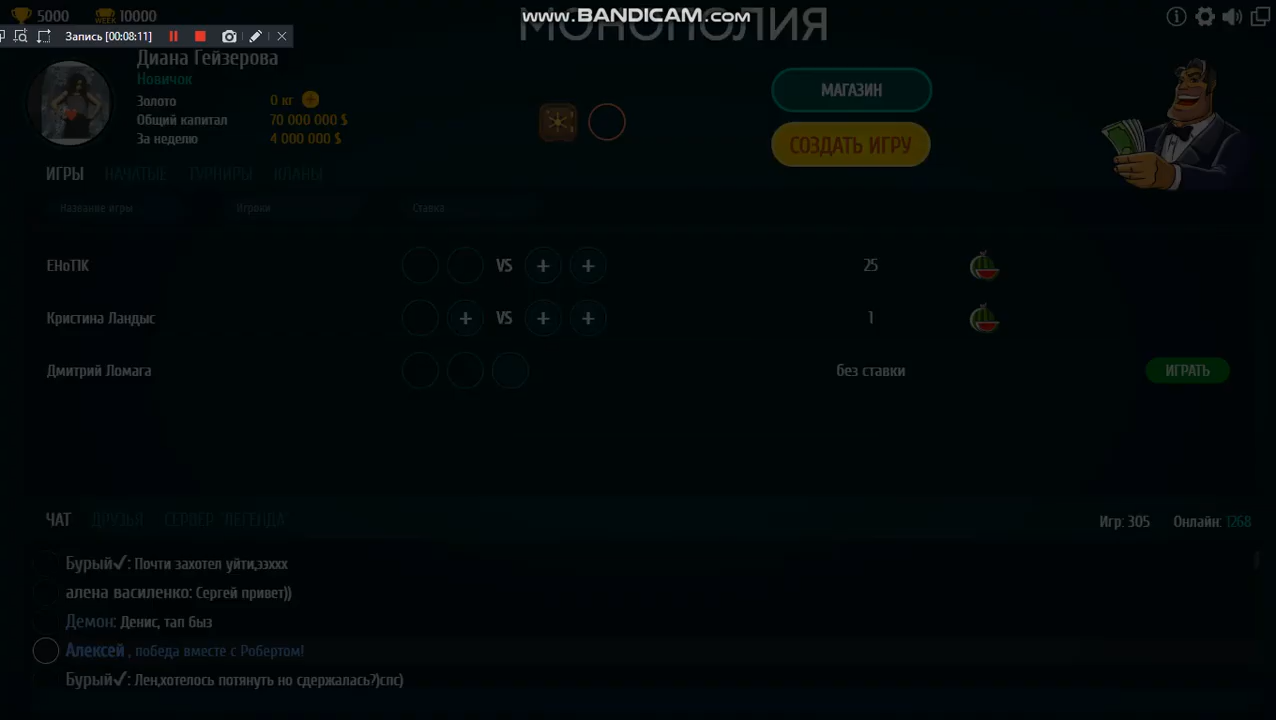 5000 WEEK 10000
www.BANDICAM.com
МОНОПОЛИЯ
Запись [00:08:11]
Диана Гейзерова
Новичок
Золото 0 кг
Общий капитал 70 000 000 $
За неделю 4 000 000 $
МАГАЗИН
СОЗДАТЬ ИГРУ
ИГРЫ НАЧАТЫЕ ТУРНИРЫ КЛАНЫ
Название игры Игроки Ставка
ЕНоТІК VS 25
Кристина Ландыс VS 1
Дмитрий Ломага без ставки ИГРАТЬ
ЧАТ ДРУЗЬЯ СЕРВЕР "ЛЕГЕНДА" Игр: 305 Онлайн: 1268
Бурый✓: Почти захотел уйти,эзххх
алена василенко: Сергей привет))
Демон: Денис, тап быз
Алексей , победа вместе с Робертом!
Бурый✓: Лен,хотелось потянуть но сдержалась?)спс)